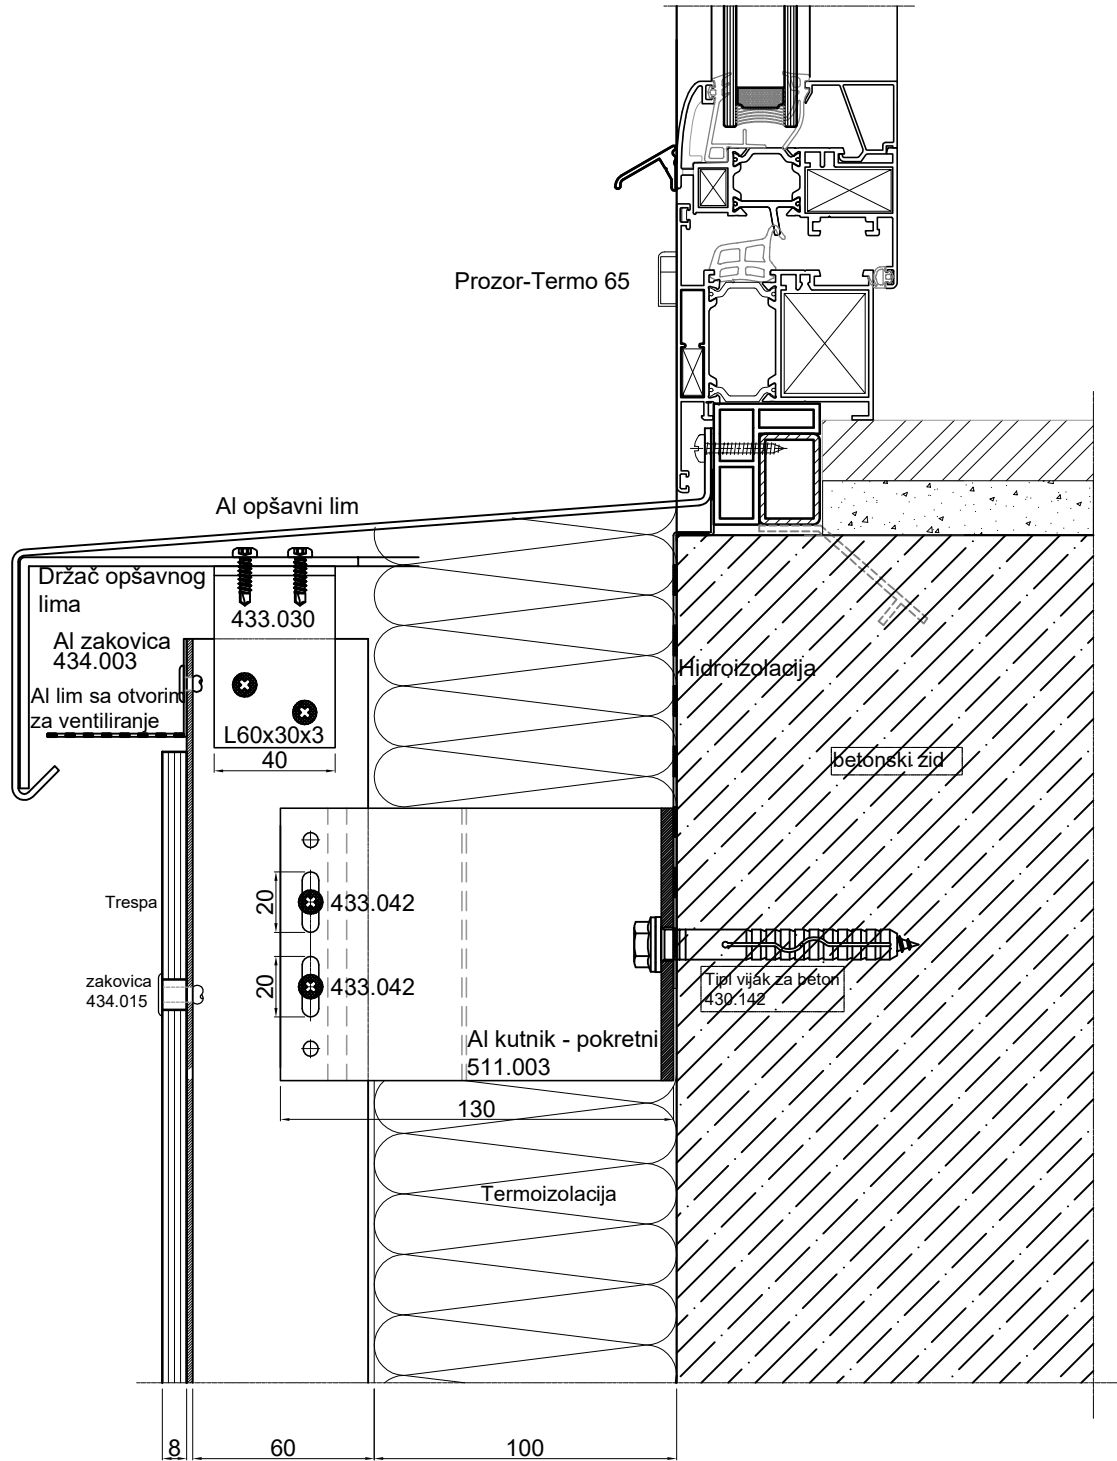 Prozor-Termo 65
Al opšavni lim
Držač opšavnog
lima
433.030
Al zakovica
434.003
Hidroizolacija
Al lim sa otvorim
za ventiliranje
L60x30x3
40
betonski zid
Trespa
20
433.042
zakovica
434.015
20
433.042
Tipl vijak za beton
430.142
Al kutnik - pokretni
511.003
130
Termoizolacija
8
60
100